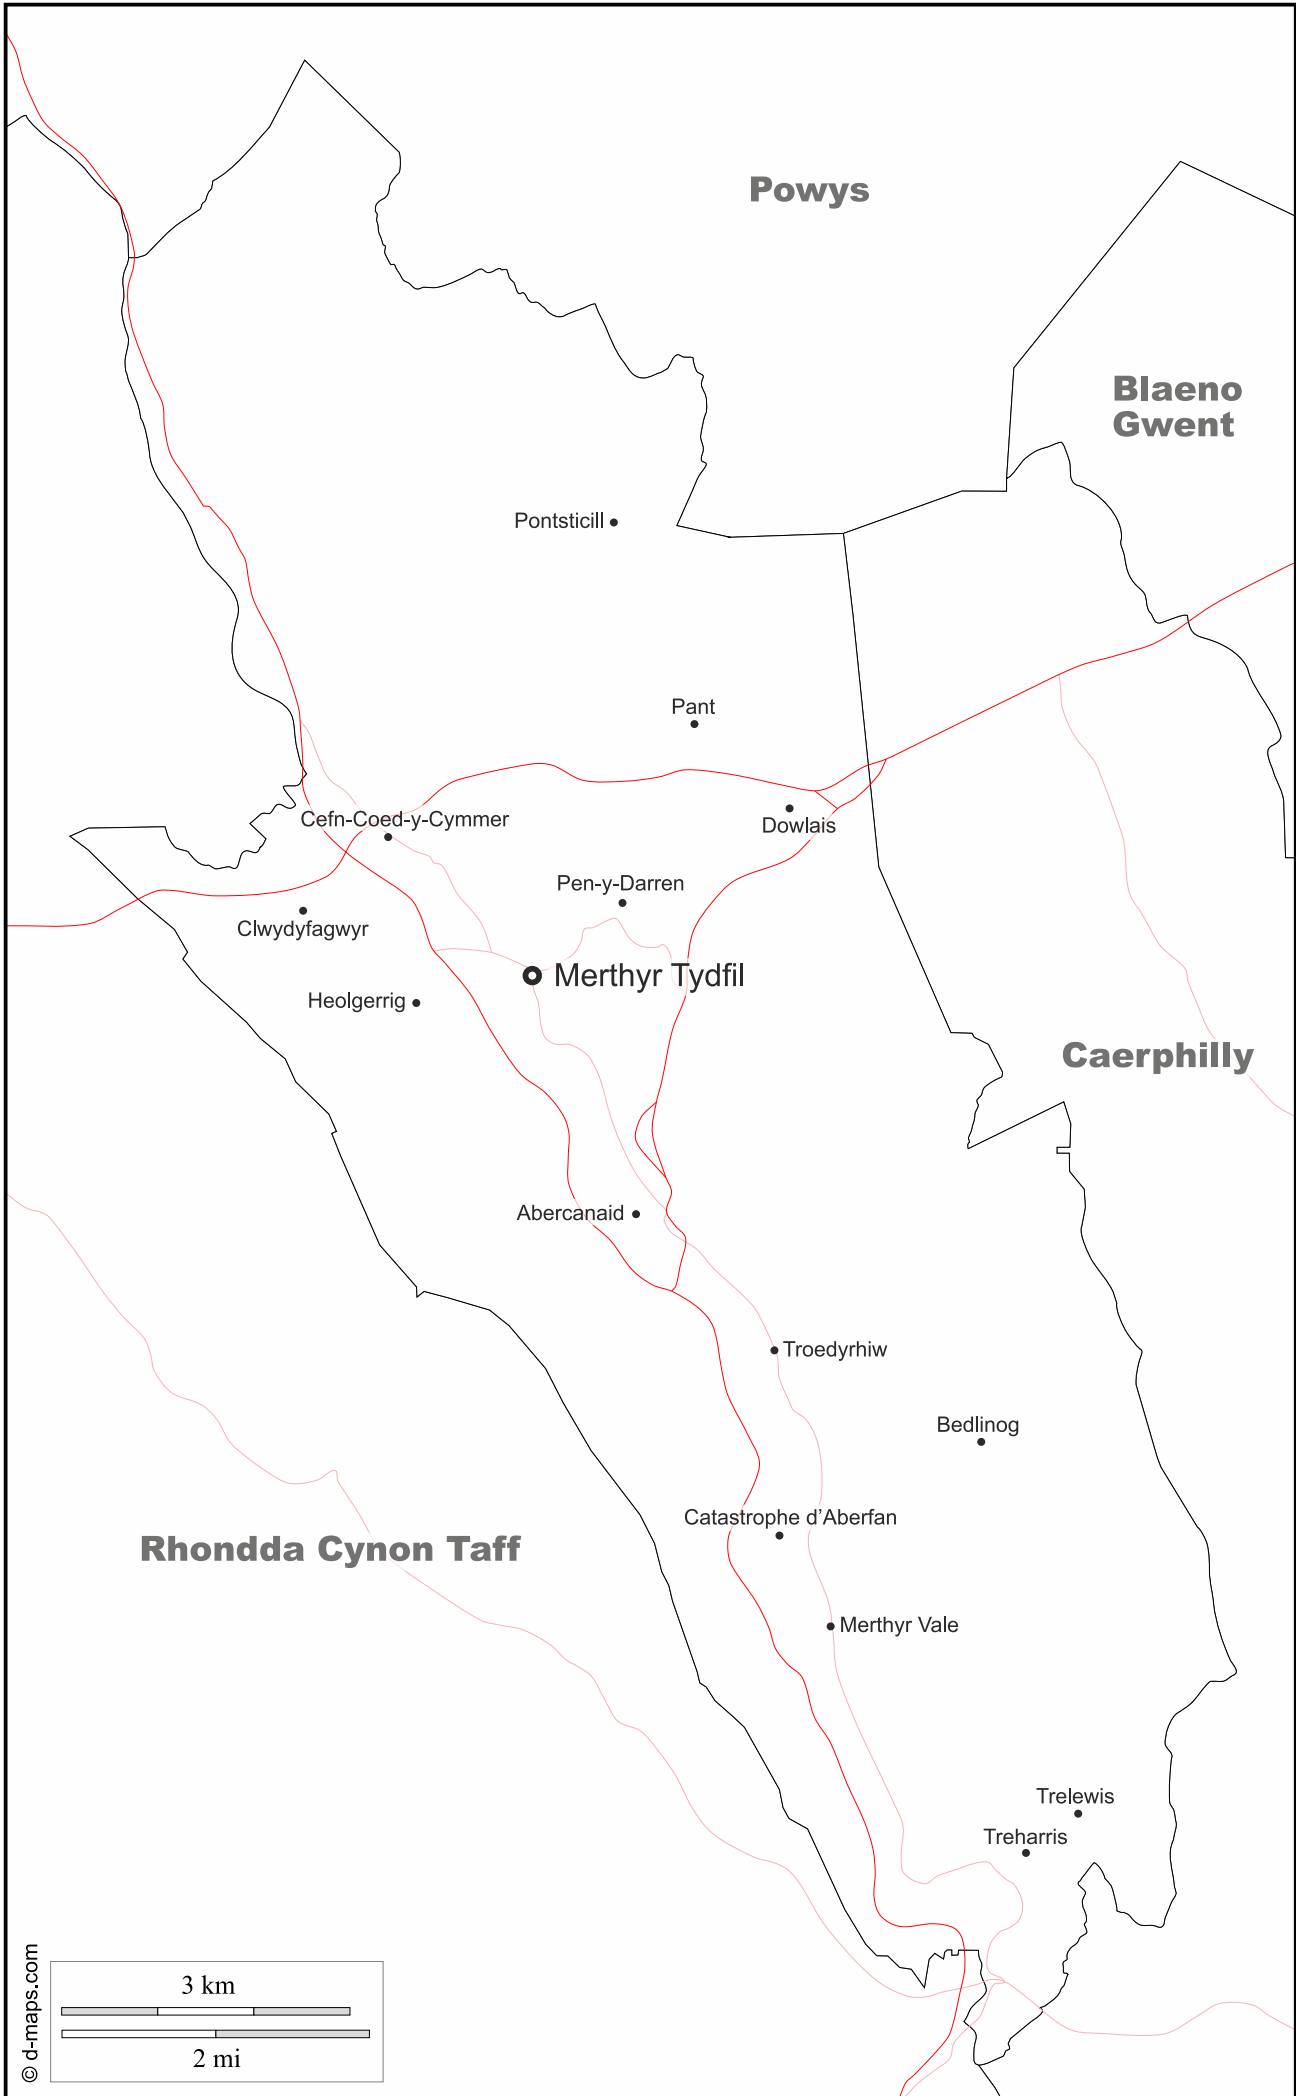 Powys
Blaeno
Gwent
Pontsticill
Pant
Cefn-Coed-y-Cymmer
Dowlais
Pen-y-Darren
Clwydyfagwyr
Merthyr Tydfil
Heolgerrig
Caerphilly
Abercanaid
Troedyrhiw
Bedlinog
Catastrophe d'Aberfan
Rhondda Cynon Taff
Merthyr Vale
Trelewis
Treharris
3 km
2 mi
© d-maps.com